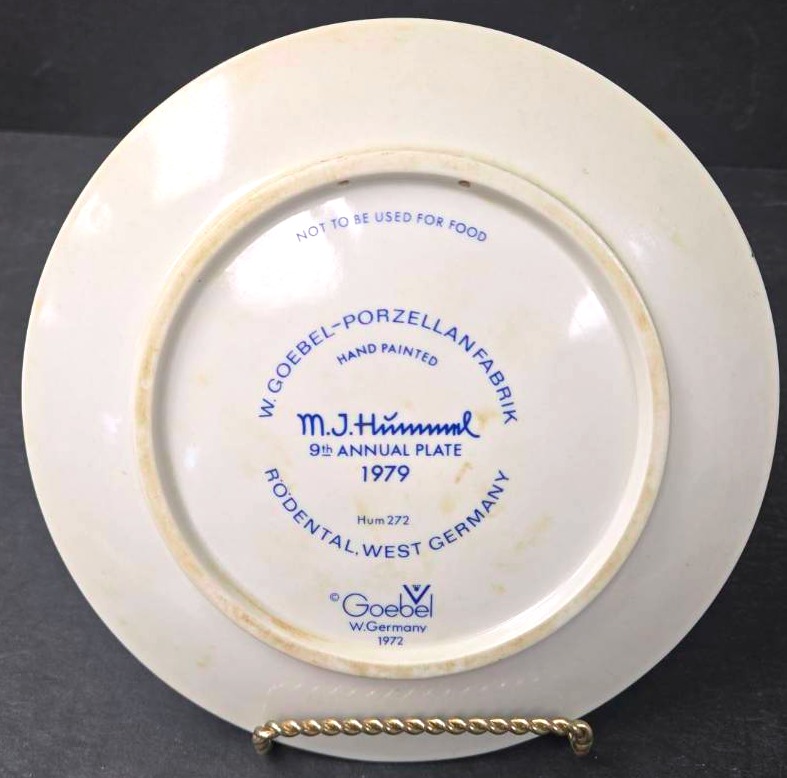 NOT TO BE USED FOR FOOD
W. GOEBEL-PORZELLANFABRIK
HAND PAINTED
M.J.Hummel
9th ANNUAL PLATE
1979
Hum 272
RÖDENTAL, WEST GERMANY
© Goebel
W.Germany
1972